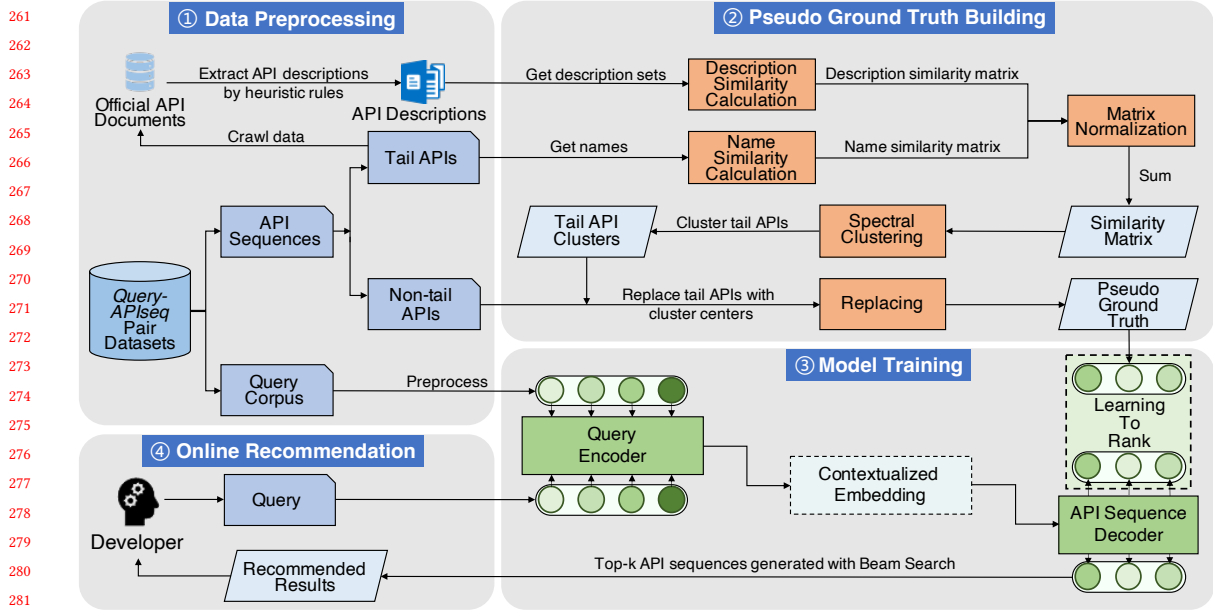 261
262
263
264
265
266
267
268
269
270
271
272
273
274
275
276
277
278
279
280
281
① Data Preprocessing
Official API
Documents
Extract API descriptions
by heuristic rules
API Descriptions
Crawl data
Tail APIs
API
Sequences
Query-
APIseq
Pair
Datasets
Non-tail
APIs
Query
Corpus
② Pseudo Ground Truth Building
Get description sets
Description
Similarity
Calculation
Description similarity matrix
Matrix
Normalization
Get names
Name
Similarity
Calculation
Name similarity matrix
Sum
Tail API
Clusters
Cluster tail APIs
Spectral
Clustering
Similarity
Matrix
Replace tail APIs with
cluster centers
Replacing
Pseudo
Ground
Truth
③ Model Training
Preprocess
Query
Encoder
Contextualized
Embedding
Learning
To
Rank
API Sequence
Decoder
Top-k API sequences generated with Beam Search
④ Online Recommendation
Developer
Query
Recommended
Results